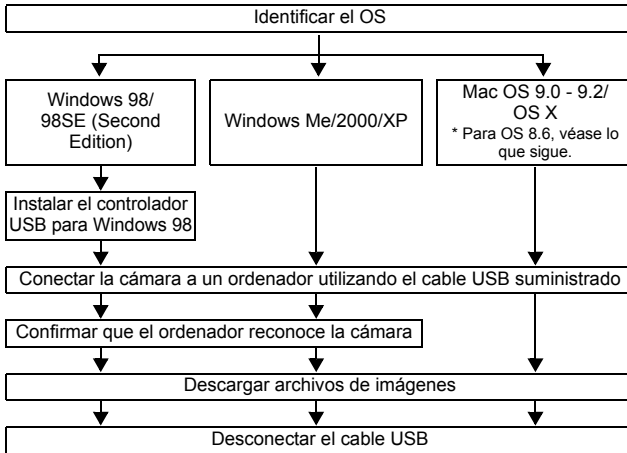 Identificar el OS
Windows 98/
98SE (Second
Edition)
Windows Me/2000/XP
Mac OS 9.0 - 9.2/
OS X
* Para OS 8.6, véase lo
que sigue.
Instalar el controlador
USB para Windows 98
Conectar la cámara a un ordenador utilizando el cable USB suministrado
Confirmar que el ordenador reconoce la cámara
Descargar archivos de imágenes
Desconectar el cable USB